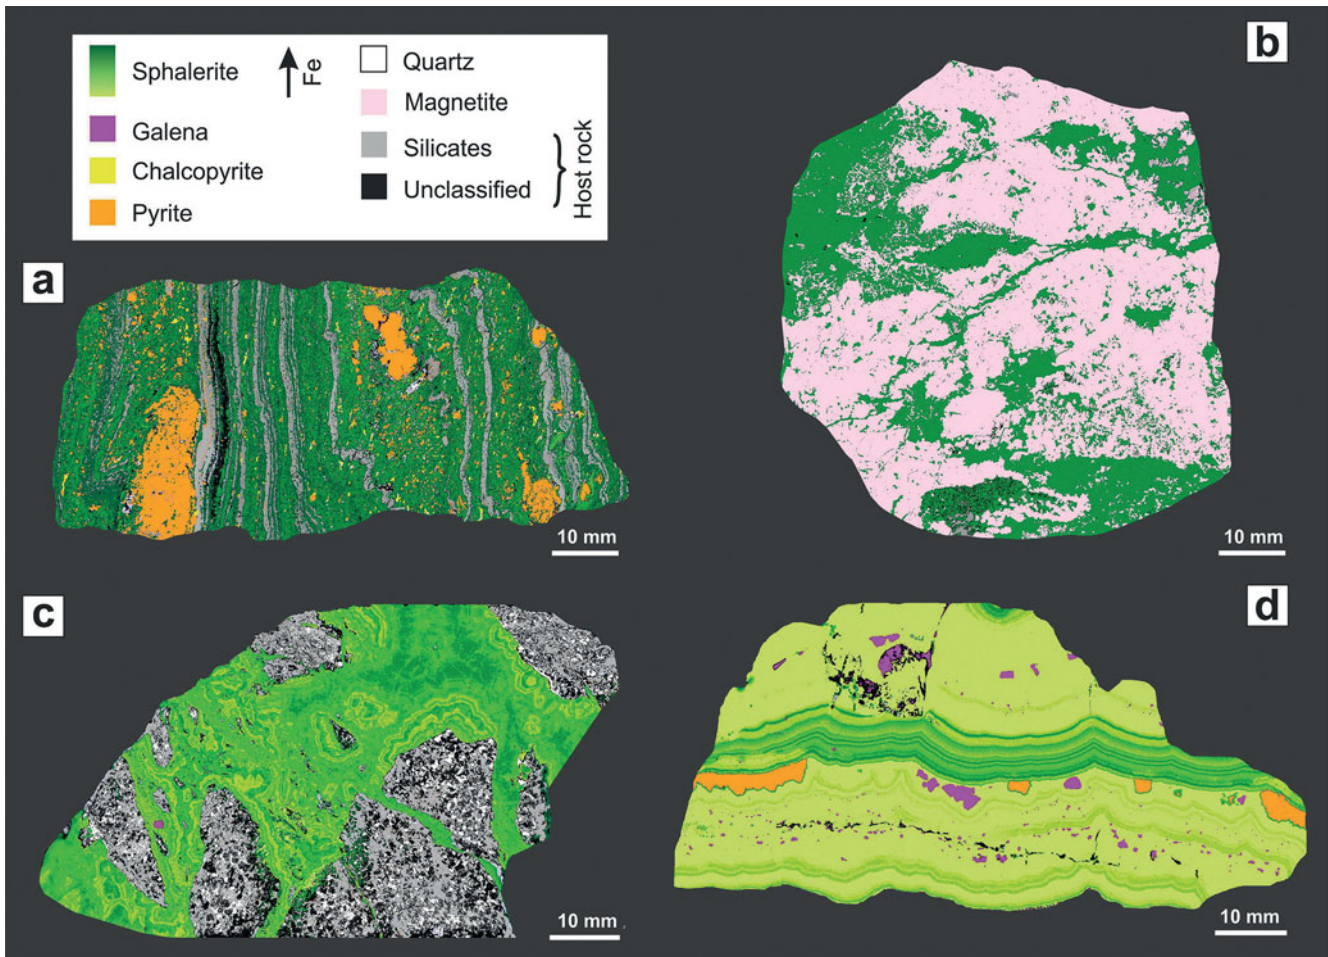 Sphalerite
Fe
Galena
Chalcopyrite
Pyrite
Quartz
Magnetite
Silicates
Unclassified
Host rock
a
10 mm
b
10 mm
c
10 mm
d
10 mm